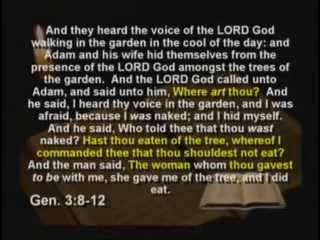 And they heard the voice of the LORD God
walking in the garden in the cool of the day: and
Adam and his wife hid themselves from the
presence of the LORD God amongst the trees of
the garden. And the LORD God called unto
Adam, and said unto him, Where art thou? And
he said, I heard thy voice in the garden, and I was
afraid, because I was naked; and I hid myself.
And he said, Who told thee that thou wast
naked? Hast thou eaten of the tree, whereof I
commanded thee that thou shouldest not eat?
And the man said, The woman whom thou gavest
to be with me, she gave me of the tree, and I did
eat.
Gen. 3:8-12